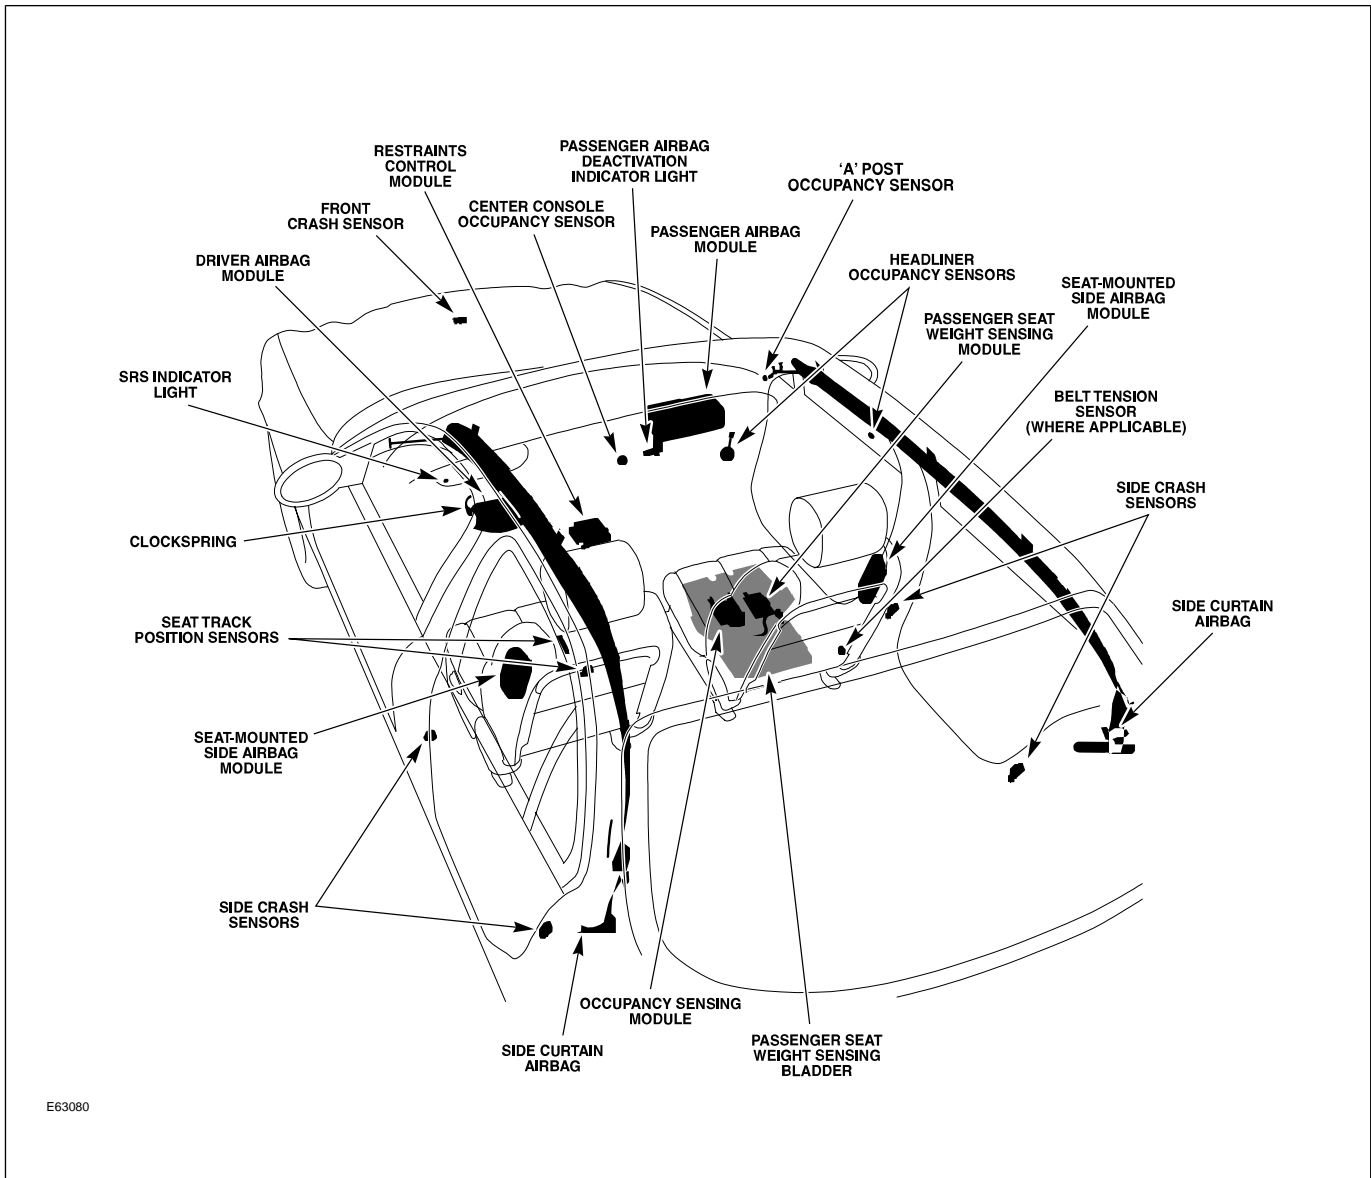 RESTRAINTS
CONTROL
MODULE
PASSENGER AIRBAG
DEACTIVATION
INDICATOR LIGHT
'A' POST
OCCUPANCY SENSOR
FRONT
CRASH SENSOR
CENTER CONSOLE
OCCUPANCY SENSOR
PASSENGER AIRBAG
MODULE
DRIVER AIRBAG
MODULE
HEADLINER
OCCUPANCY SENSORS
SEAT-MOUNTED
SIDE AIRBAG
MODULE
PASSENGER SEAT
WEIGHT SENSING
MODULE
SRS INDICATOR
LIGHT
BELT TENSION
SENSOR
(WHERE APPLICABLE)
SIDE CRASH
SENSORS
CLOCKSPRING
SIDE CURTAIN
AIRBAG
SEAT TRACK
POSITION SENSORS
SEAT-MOUNTED
SIDE AIRBAG
MODULE
SIDE CRASH
SENSORS
OCCUPANCY SENSING
MODULE
PASSENGER SEAT
WEIGHT SENSING
BLADDER
SIDE CURTAIN
AIRBAG
E63080